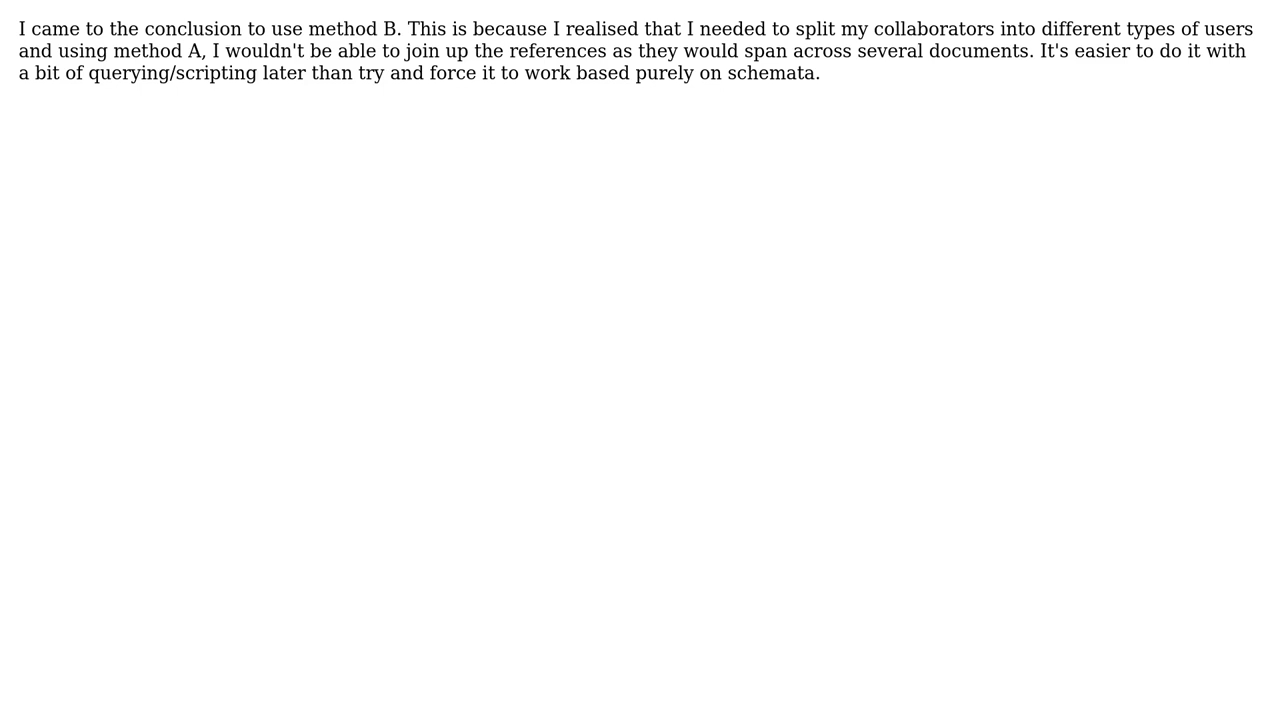 I came to the conclusion to use method B. This is because I realised that I needed to split my collaborators into different types of users
and using method A, I wouldn't be able to join up the references as they would span across several documents. It's easier to do it with
a bit of querying/scripting later than try and force it to work based purely on schemata.